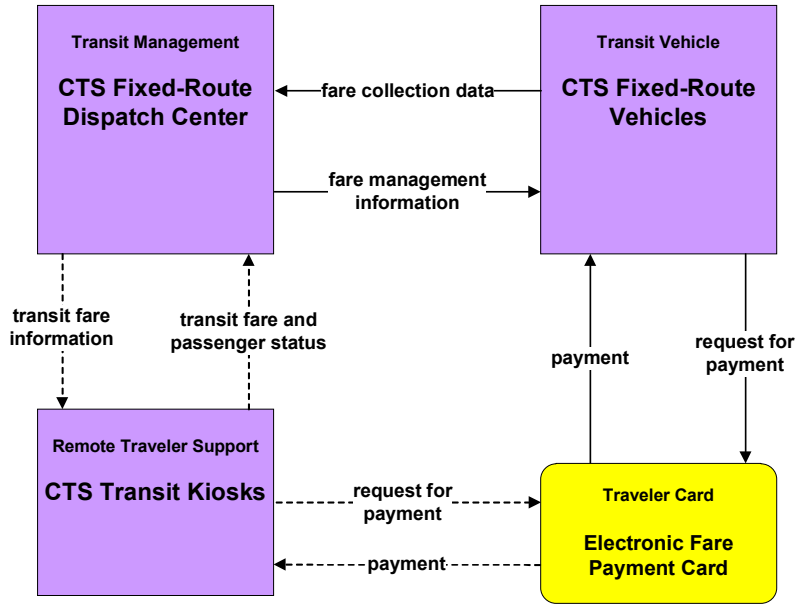 Transit Management
CTS Fixed-Route
Dispatch Center
fare collection data
Transit Vehicle
CTS Fixed-Route
Vehicles
fare management
information
transit fare
information
transit fare and
passenger status
payment
request for
payment
Remote Traveler Support
CTS Transit Kiosks
request for
payment
payment
Traveler Card
Electronic Fare
Payment Card